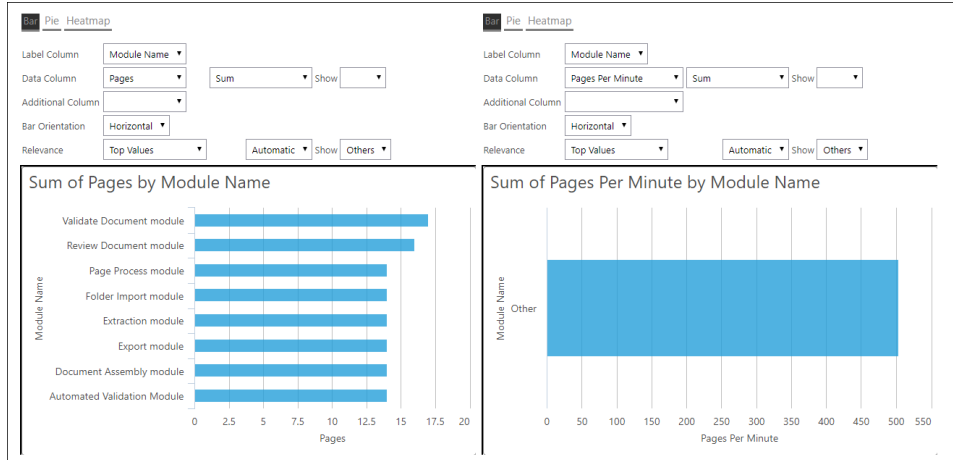 Bar Pie Heatmap
Label Column Module Name
Data Column Pages Sum Show
Additional Column
Bar Orientation Horizontal
Relevance Top Values Automatic Show Others
Sum of Pages by Module Name
Module Name
Validate Document module
Review Document module
Page Process module
Folder Import module
Extraction module
Export module
Document Assembly module
Automated Validation Module
0 2.5 5 7.5 10 12.5 15 17.5 20
Pages
Bar Pie Heatmap
Label Column Module Name
Data Column Pages Per Minute Sum Show
Additional Column
Bar Orientation Horizontal
Relevance Top Values Automatic Show Others
Sum of Pages Per Minute by Module Name
Module Name
Other
0 50 100 150 200 250 300 350 400 450 500 550
Pages Per Minute